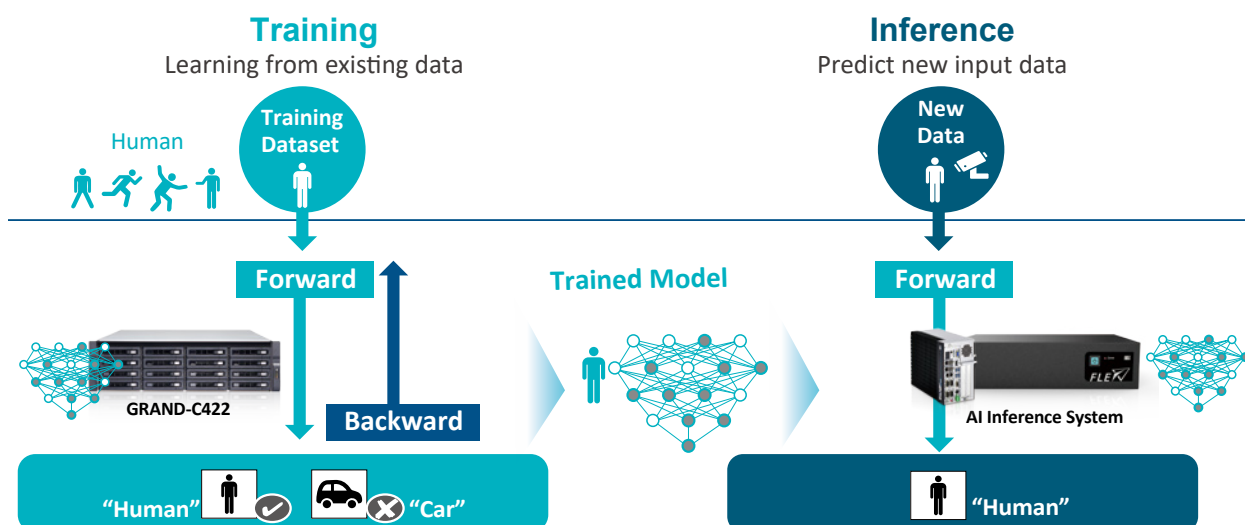 Training
Learning from existing data
Inference
Predict new input data
Training
Dataset
Human
New
Data
Forward
Trained Model
Forward
GRAND-C422
Backward
FLEX
AI Inference System
“Human”
“Car”
“Human”